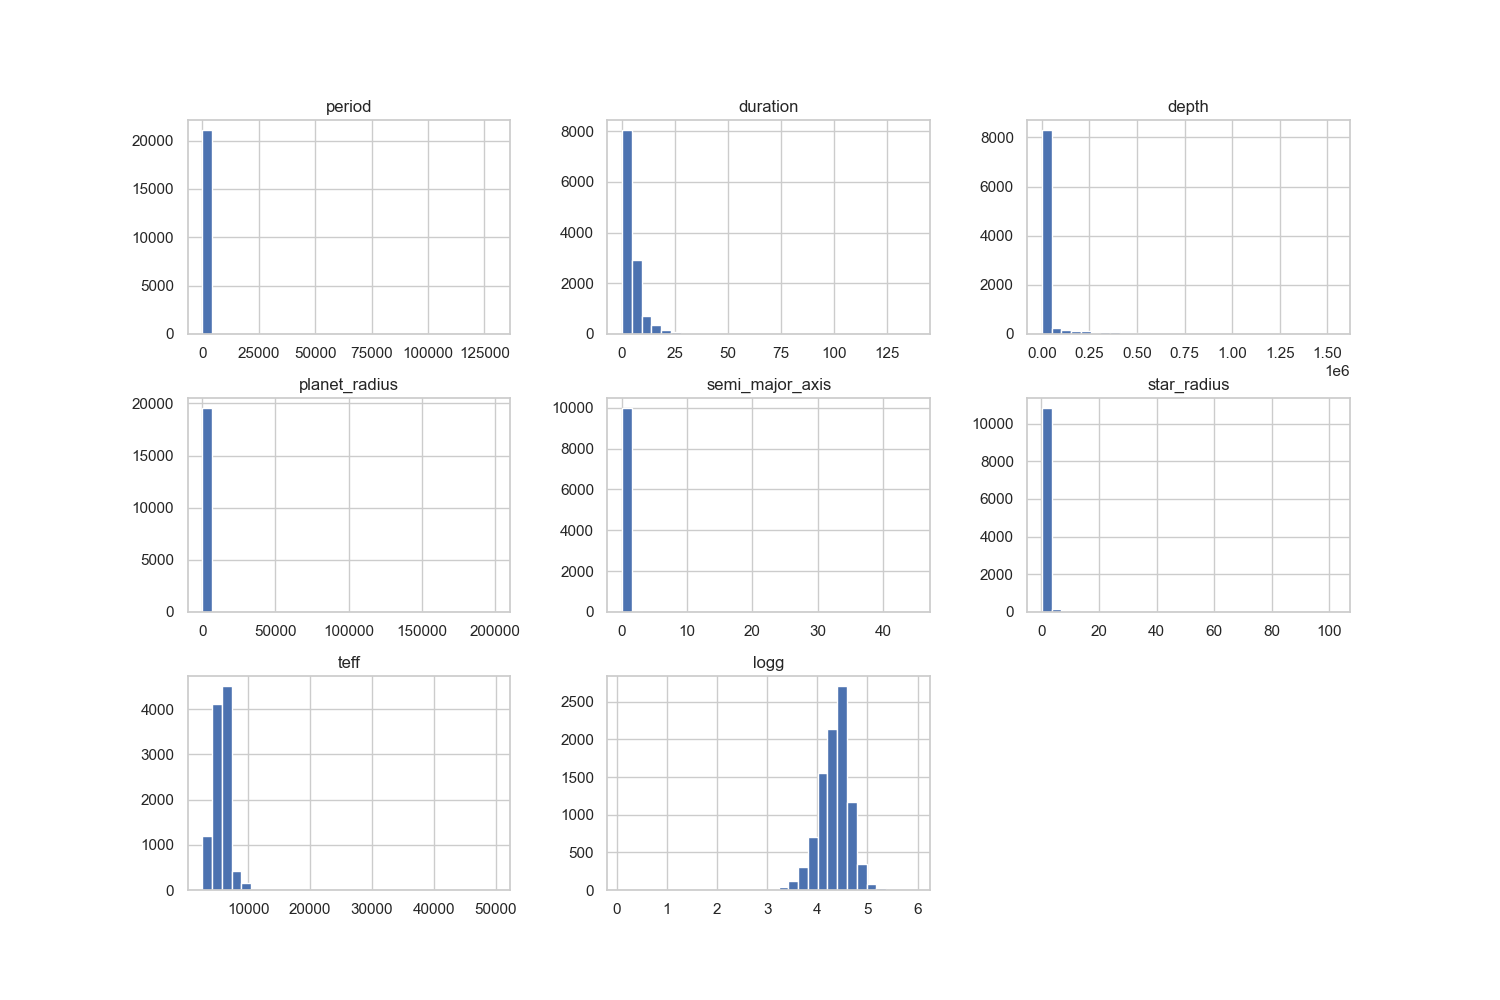 period
20000
15000
10000
5000
0
0 25000 50000 75000 100000 125000
duration
8000
6000
4000
2000
0
0 25 50 75 100 125
depth
8000
6000
4000
2000
0
0.00 0.25 0.50 0.75 1.00 1.25 1.50
1e6
planet_radius
20000
15000
10000
5000
0
0 50000 100000 150000 200000
semi_major_axis
10000
8000
6000
4000
2000
0
0 10 20 30 40
star_radius
10000
8000
6000
4000
2000
0
0 20 40 60 80 100
teff
4000
3000
2000
1000
0
10000 20000 30000 40000 50000
logg
2500
2000
1500
1000
500
0
0 1 2 3 4 5 6